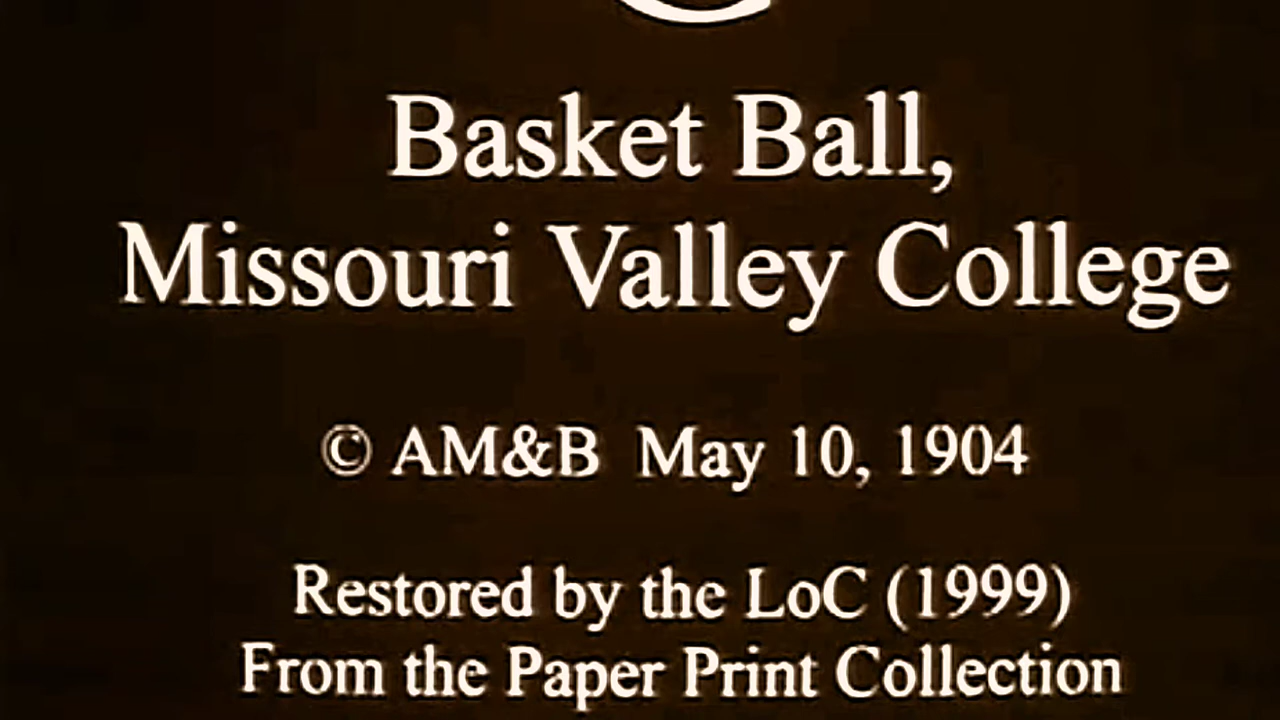 Basket Ball,
Missouri Valley College
© AM&B May 10, 1904
Restored by the LoC (1999)
From the Paper Print Collection